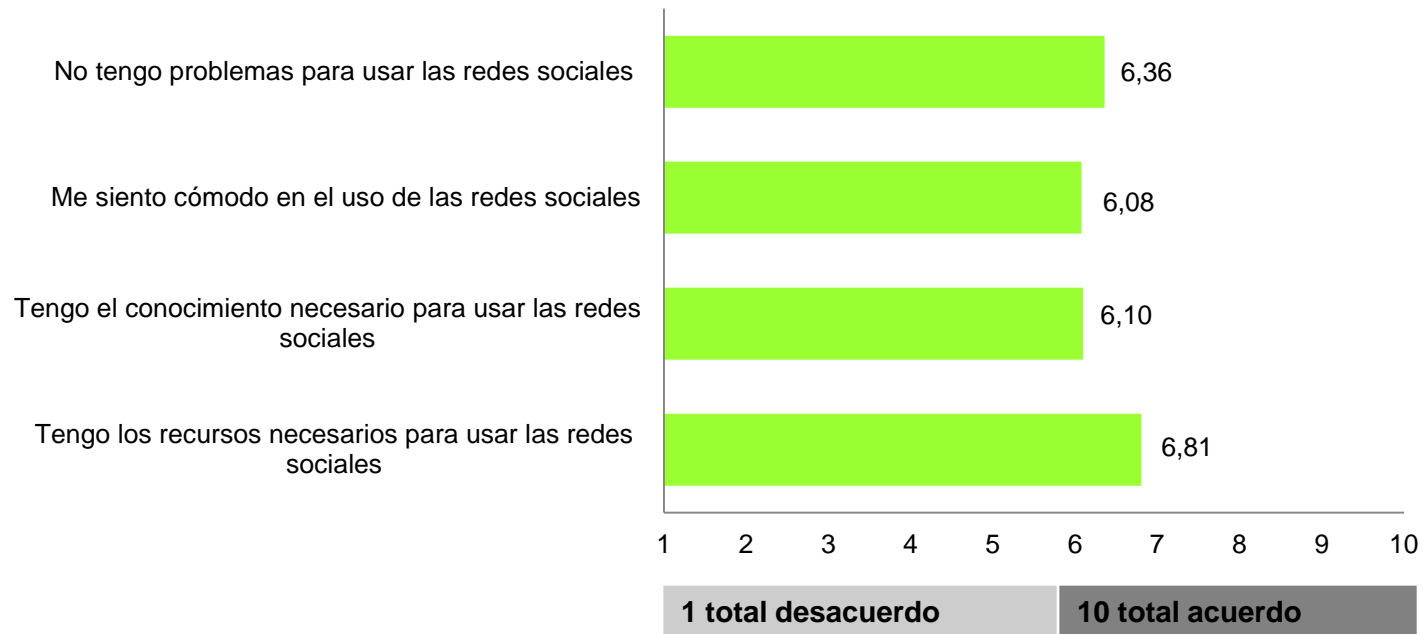 No tengo problemas para usar las redes sociales
6,36
Me siento cómodo en el uso de las redes sociales
6,08
Tengo el conocimiento necesario para usar las redes
sociales
6,10
Tengo los recursos necesarios para usar las redes
sociales
6,81
1 2 3 4 5 6 7 8 9 10
1 total desacuerdo 10 total acuerdo